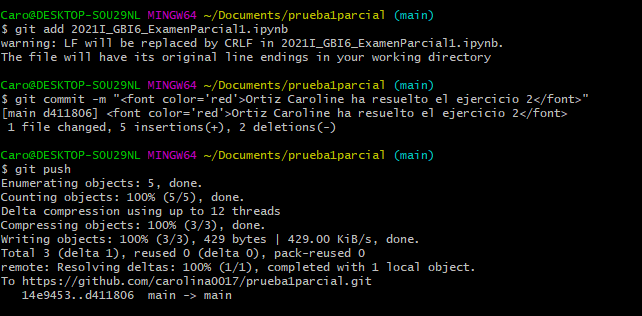 Caro@DESKTOP-SOU29NL MINGW64 ~/Documents/prueba1parcial (main)
$ git add 2021I_GBI6_ExamenParcial1.ipynb
warning: LF will be replaced by CRLF in 2021I_GBI6_ExamenParcial1.ipynb.
The file will have its original line endings in your working directory
Caro@DESKTOP-SOU29NL MINGW64 ~/Documents/prueba1parcial (main)
$ git commit -m "<font color='red'>Ortiz Caroline ha resuelto el ejercicio 2</font>"
[main d411806] <font color='red'>Ortiz Caroline ha resuelto el ejercicio 2</font>
 1 file changed, 5 insertions(+), 2 deletions(-)
Caro@DESKTOP-SOU29NL MINGW64 ~/Documents/prueba1parcial (main)
$ git push
Enumerating objects: 5, done.
Counting objects: 100% (5/5), done.
Delta compression using up to 12 threads
Compressing objects: 100% (3/3), done.
Writing objects: 100% (3/3), 429 bytes | 429.00 KiB/s, done.
Total 3 (delta 1), reused 0 (delta 0), pack-reused 0
remote: Resolving deltas: 100% (1/1), completed with 1 local object.
To https://github.com/carolina0017/prueba1parcial.git
   14e9453..d411806  main -> main